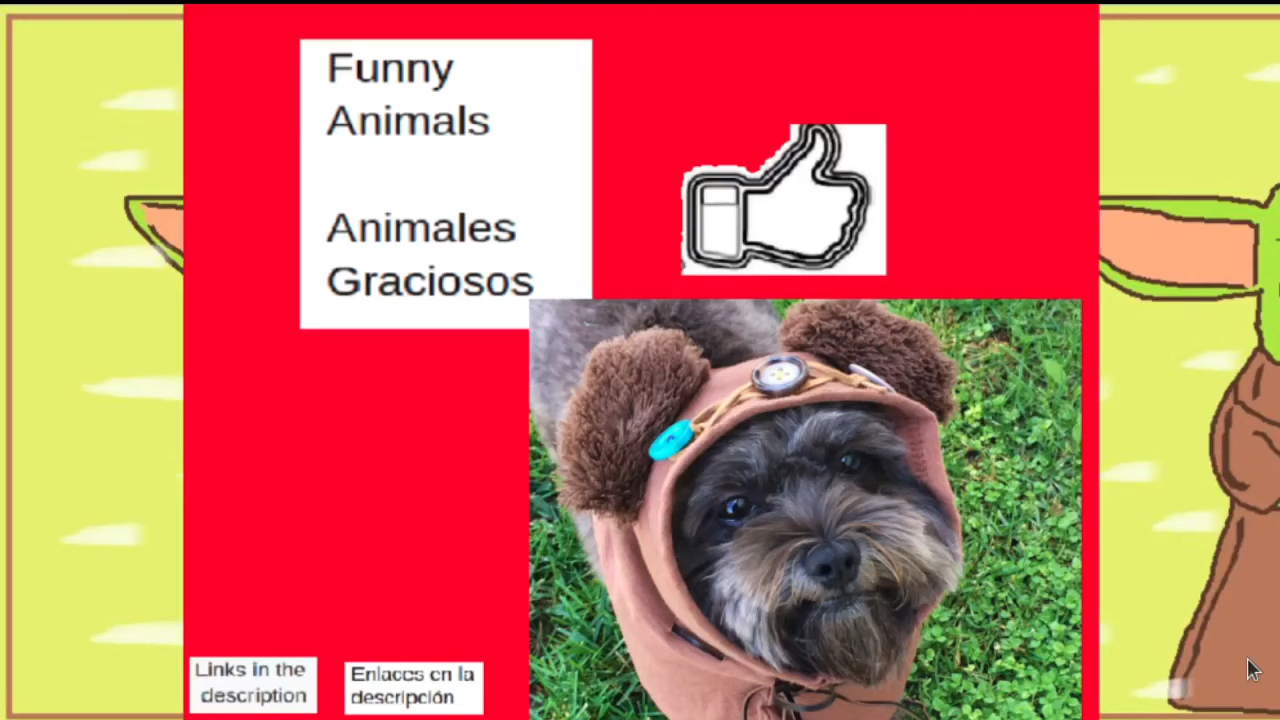 Funny
Animals
Animales
Graciosos
Links in the
description
Enlaces en la
descripción